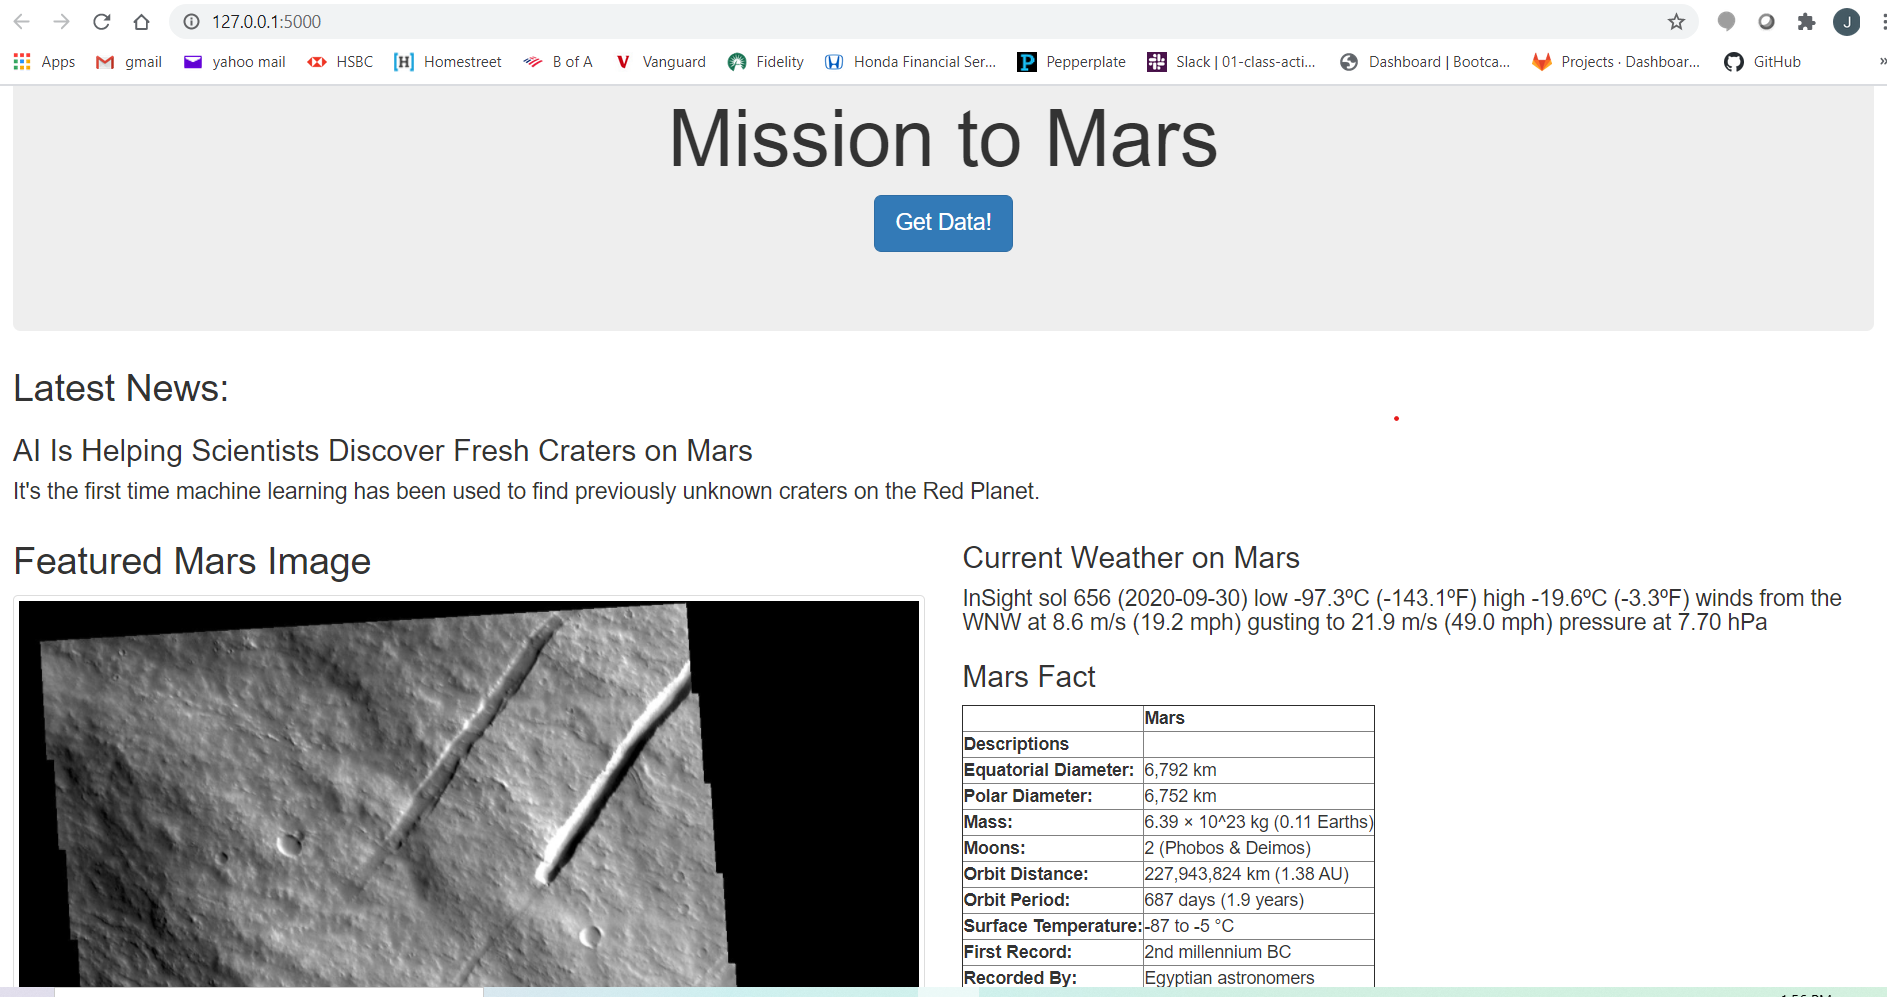 127.0.0.1:5000
J
Apps gmail yahoo mail HSBC [H] Homestreet B of A V Vanguard Fidelity Honda Financial Ser... P Pepperplate Slack | 01-class-acti... Dashboard | Bootca... Projects · Dashboar... GitHub »
Mission to Mars
Get Data!
Latest News:
AI Is Helping Scientists Discover Fresh Craters on Mars
It's the first time machine learning has been used to find previously unknown craters on the Red Planet.
Featured Mars Image
Current Weather on Mars
InSight sol 656 (2020-09-30) low -97.3ºC (-143.1ºF) high -19.6ºC (-3.3ºF) winds from the
WNW at 8.6 m/s (19.2 mph) gusting to 21.9 m/s (49.0 mph) pressure at 7.70 hPa
Mars Fact
Mars
Descriptions
Equatorial Diameter: 6,792 km
Polar Diameter: 6,752 km
Mass: 6.39 × 10^23 kg (0.11 Earths)
Moons: 2 (Phobos & Deimos)
Orbit Distance: 227,943,824 km (1.38 AU)
Orbit Period: 687 days (1.9 years)
Surface Temperature: -87 to -5 °C
First Record: 2nd millennium BC
Recorded By: Egyptian astronomers